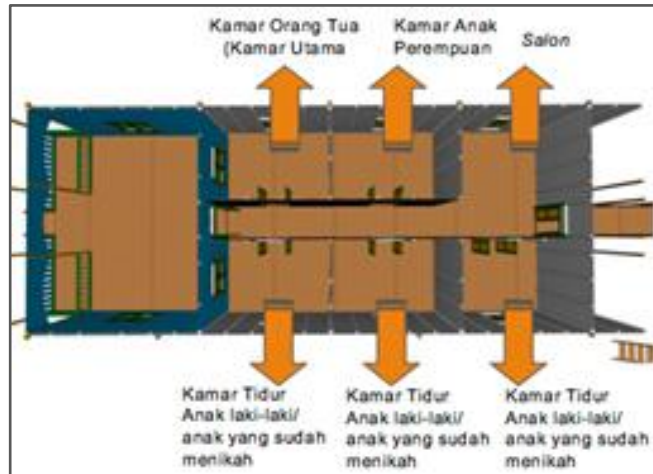 Kamar Orang Tua
(Kamar Utama
Kamar Anak
Perempuan
Salon
Kamar Tidur
Anak laki-laki/
anak yang sudah
menikah
Kamar Tidur
Anak laki-laki/
anak yang sudah
menikah
Kamar Tidur
Anak laki-laki/
anak yang sudah
menikah